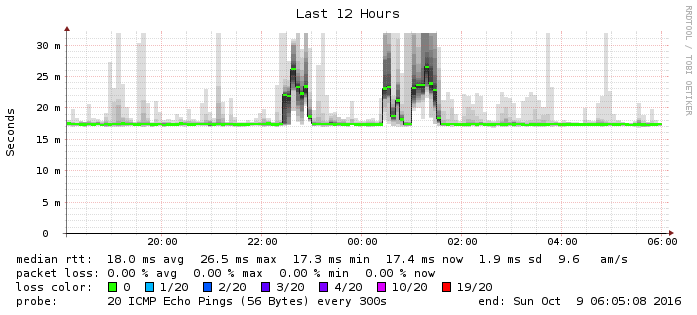 Last 12 Hours
RRDTOOL / TOBI OETIKER
Seconds
30 m
25 m
20 m
15 m
10 m
5 m
0
20:00 22:00 00:00 02:00 04:00 06:00
median rtt: 18.0 ms avg 26.5 ms max 17.3 ms min 17.4 ms now 1.9 ms sd 9.6 am/s
packet loss: 0.00 % avg 0.00 % max 0.00 % min 0.00 % now
loss color: 0 1/20 2/20 3/20 4/20 10/20 19/20
probe: 20 ICMP Echo Pings (56 Bytes) every 300s end: Sun Oct 9 06:05:08 2016